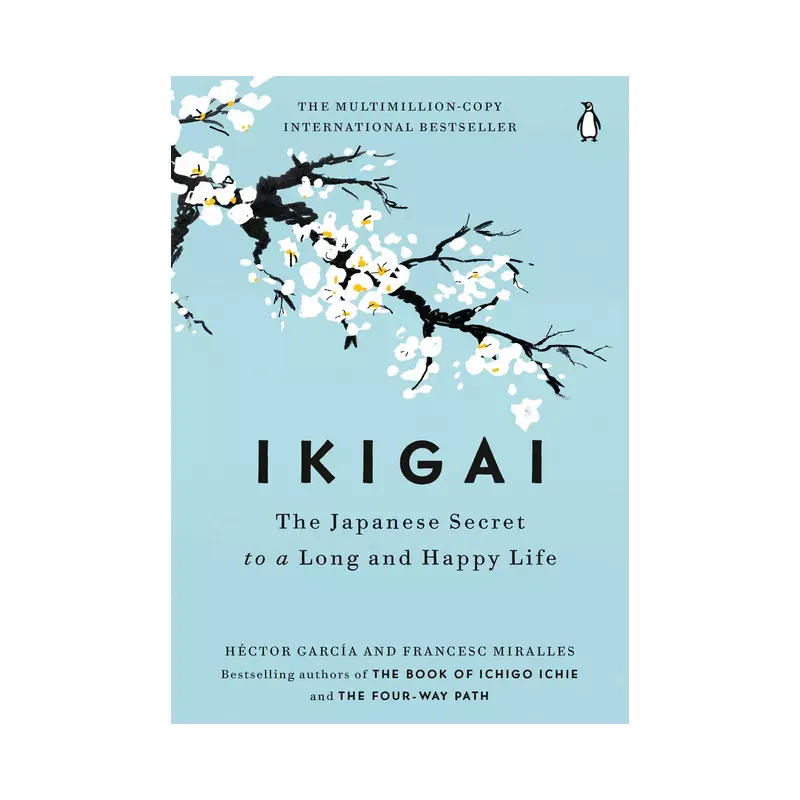 THE MULTIMILLION-COPY
INTERNATIONAL BESTSELLER
IKIGAI
The Japanese Secret
to a Long and Happy Life
HÉCTOR GARCÍA AND FRANCESC MIRALLES
Bestselling authors of THE BOOK OF ICHIGO ICHIE
and THE FOUR-WAY PATH